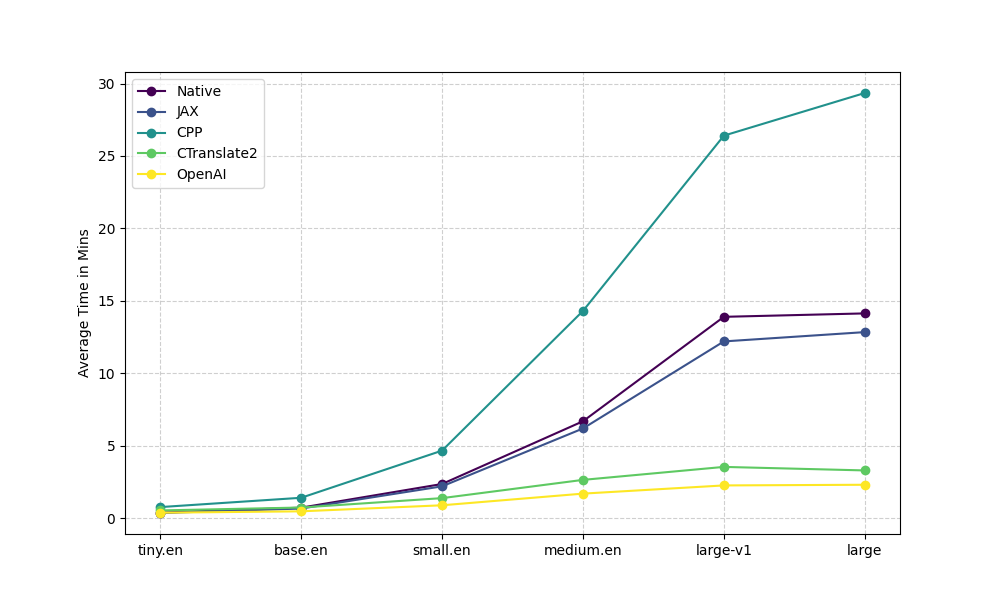 30
25
20
15
10
5
0
Average Time in Mins
Native
JAX
CPP
CTranslate2
OpenAI
tiny.en base.en small.en medium.en large-v1 large